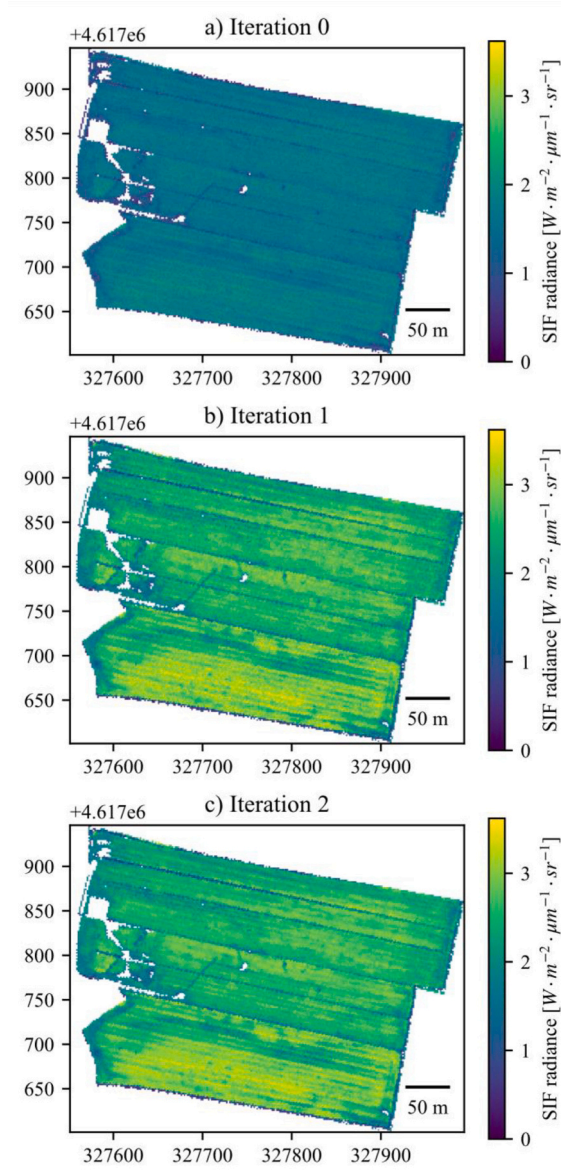 a) Iteration 0
+4.617e6
900
850
800
750
700
650
50 m
327600 327700 327800 327900
3
2
1
0
SIF radiance [W · m⁻² · μm⁻¹ · sr⁻¹]
b) Iteration 1
+4.617e6
900
850
800
750
700
650
50 m
327600 327700 327800 327900
3
2
1
0
SIF radiance [W · m⁻² · μm⁻¹ · sr⁻¹]
c) Iteration 2
+4.617e6
900
850
800
750
700
650
50 m
327600 327700 327800 327900
3
2
1
0
SIF radiance [W · m⁻² · μm⁻¹ · sr⁻¹]